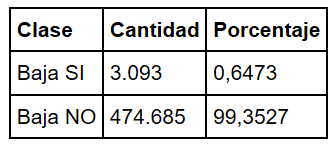 Clase Cantidad Porcentaje
Baja SI 3.093 0,6473
Baja NO 474.685 99,3527